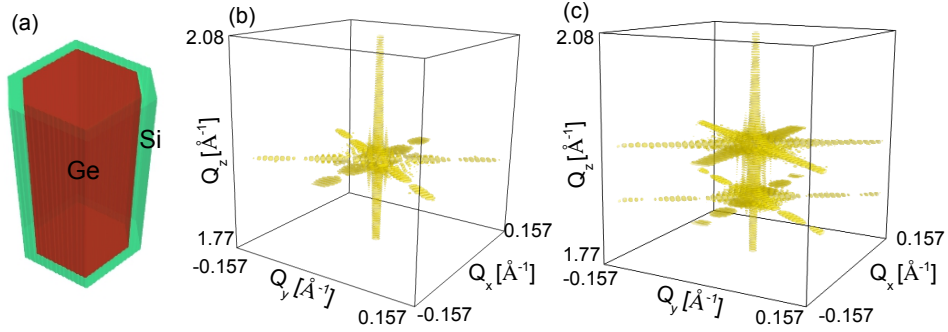 (a)
Ge
Si
(b)
2.08
Q_z [Å⁻¹]
1.77
-0.157
Q_y [Å⁻¹]
0.157
-0.157
Q_x [Å⁻¹]
0.157
(c)
2.08
Q_z [Å⁻¹]
1.77
-0.157
Q_y [Å⁻¹]
0.157
-0.157
Q_x [Å⁻¹]
0.157